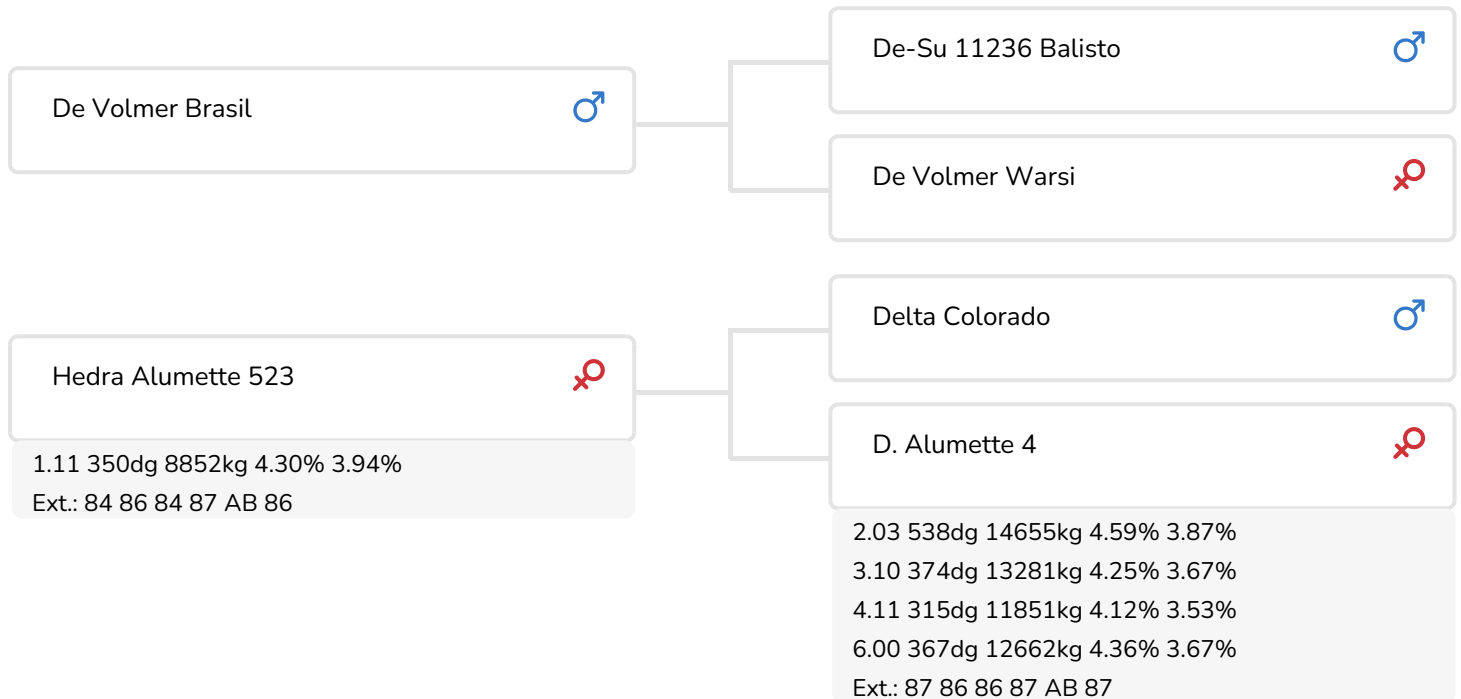 De Volmer Brasil
De-Su 11236 Balisto
De Volmer Warsi
Hedra Alumette 523
1.11 350dg 8852kg 4.30% 3.94%
Ext.: 84 86 84 87 AB 86
Delta Colorado
D. Alumette 4
2.03 538dg 14655kg 4.59% 3.87%
3.10 374dg 13281kg 4.25% 3.67%
4.11 315dg 11851kg 4.12% 3.53%
6.00 367dg 12662kg 4.36% 3.67%
Ext.: 87 86 86 87 AB 87